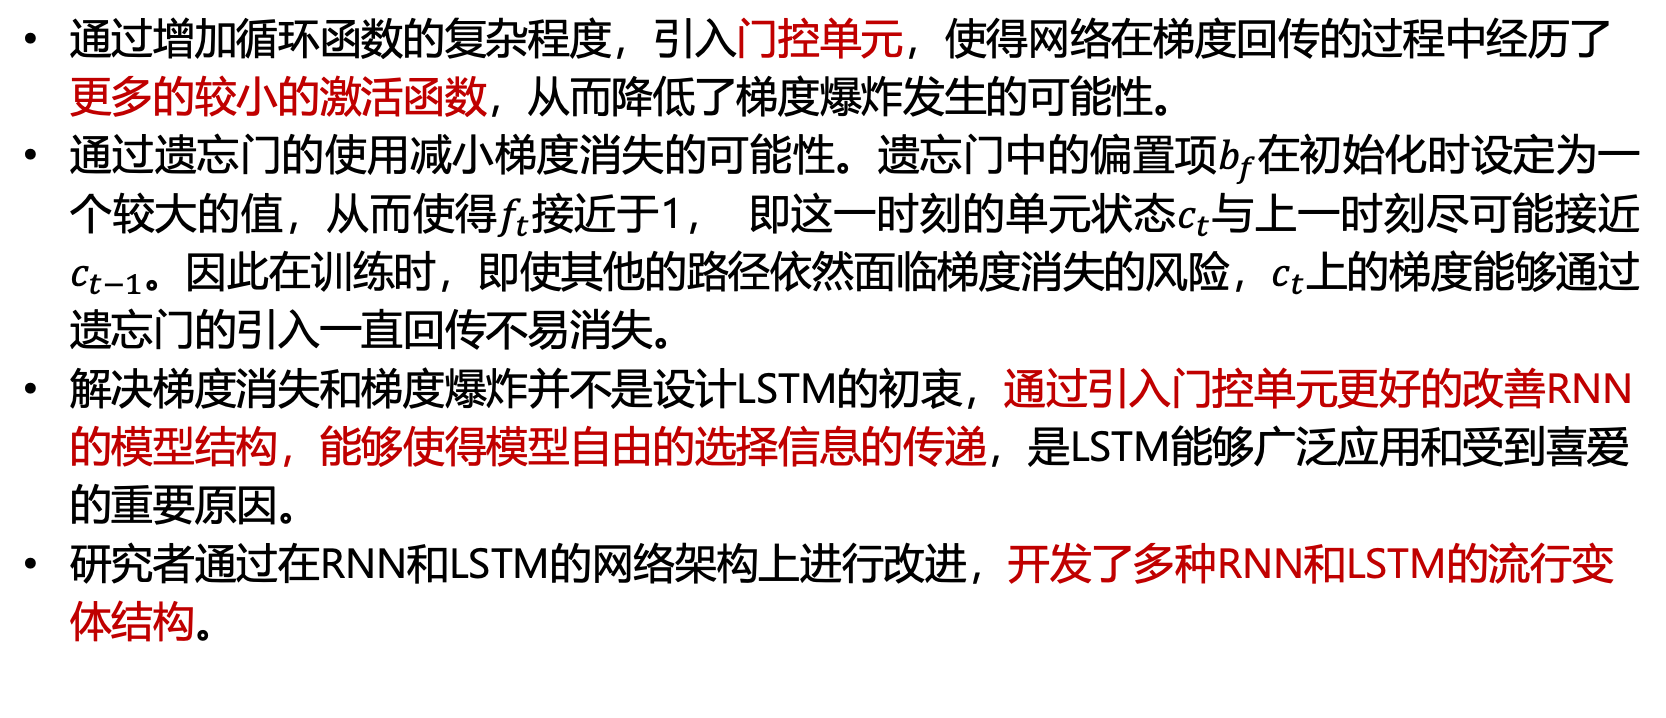 • 通过增加循环函数的复杂程度，引入门控单元，使得网络在梯度回传的过程中经历了
更多的较小的激活函数，从而降低了梯度爆炸发生的可能性。
• 通过遗忘门的使用减小梯度消失的可能性。遗忘门中的偏置项b_f在初始化时设定为一
个较大的值，从而使得f_t接近于1， 即这一时刻的单元状态c_t与上一时刻尽可能接近
c_{t−1}。因此在训练时，即使其他的路径依然面临梯度消失的风险，c_t上的梯度能够通过
遗忘门的引入一直回传不易消失。
• 解决梯度消失和梯度爆炸并不是设计LSTM的初衷，通过引入门控单元更好的改善RNN
的模型结构，能够使得模型自由的选择信息的传递，是LSTM能够广泛应用和受到喜爱
的重要原因。
• 研究者通过在RNN和LSTM的网络架构上进行改进，开发了多种RNN和LSTM的流行变
体结构。